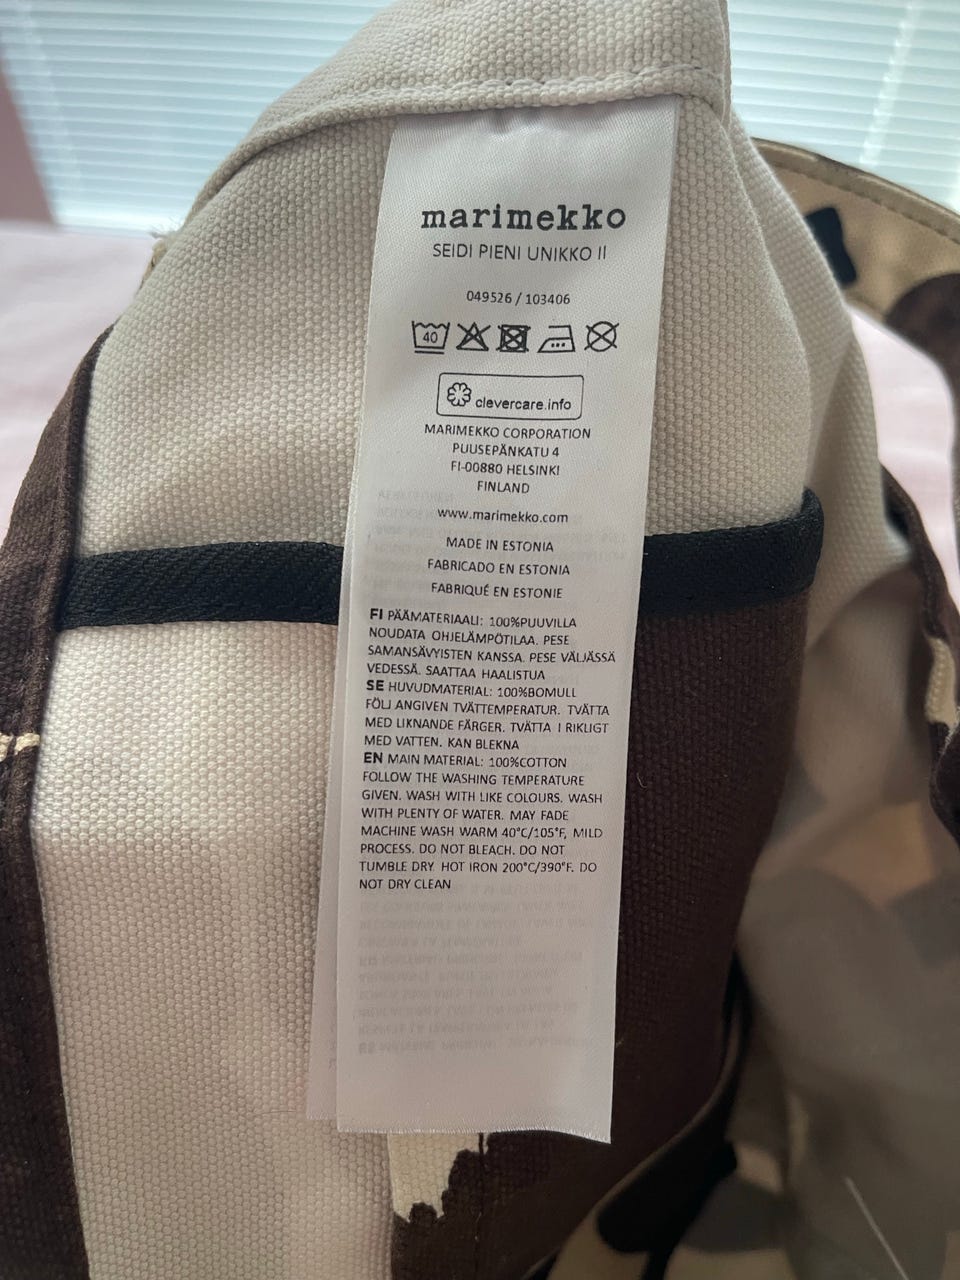 marimekko
SEIDI PIENI UNIKKO II
049526 / 103406
40
clevercare.info
MARIMEKKO CORPORATION
PUUSEPÄNKATU 4
FI-00880 HELSINKI
FINLAND
www.marimekko.com
MADE IN ESTONIA
FABRICADO EN ESTONIA
FABRIQUÉ EN ESTONIE
FI PÄÄMATERIAALI: 100%PUUVILLA
NOUDATA OHJELÄMPÖTILAA. PESE
SAMANSÄVYISTEN KANSSA. PESE VÄLJÄSSÄ
VEDESSÄ. SAATTAA HAALISTUA
SE HUVUDMATERIAL: 100%BOMULL
FÖLJ ANGIVEN TVÄTTEMPERATUR. TVÄTTA
MED LIKNANDE FÄRGER. TVÄTTA I RIKLIGT
MED VATTEN. KAN BLEKNA
EN MAIN MATERIAL: 100%COTTON
FOLLOW THE WASHING TEMPERATURE
GIVEN. WASH WITH LIKE COLOURS. WASH
WITH PLENTY OF WATER. MAY FADE
MACHINE WASH WARM 40°C/105°F, MILD
PROCESS. DO NOT BLEACH. DO NOT
TUMBLE DRY HOT IRON 200°C/390°F. DO
NOT DRY CLEAN